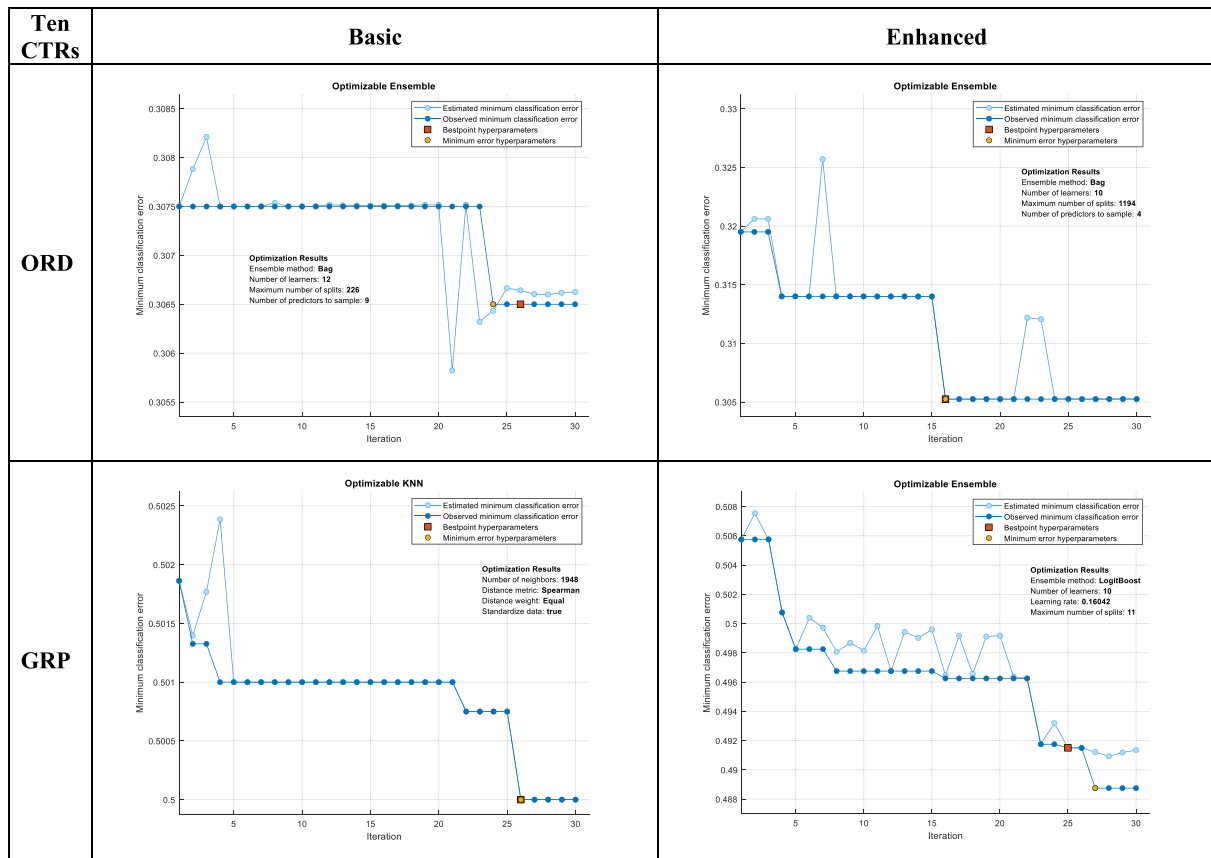 Ten
CTRs
Basic
Enhanced
ORD
Optimizable Ensemble
0.3085
0.308
0.3075
0.307
0.3065
0.306
0.3055
Minimum classification error
Estimated minimum classification error
Observed minimum classification error
Bestpoint hyperparameters
Minimum error hyperparameters
Optimization Results
Ensemble method: Bag
Number of learners: 12
Maximum number of splits: 226
Number of predictors to sample: 9
5 10 15 20 25 30
Iteration
Optimizable Ensemble
0.33
0.325
0.32
0.315
0.31
0.305
Minimum classification error
Estimated minimum classification error
Observed minimum classification error
Bestpoint hyperparameters
Minimum error hyperparameters
Optimization Results
Ensemble method: Bag
Number of learners: 10
Maximum number of splits: 1194
Number of predictors to sample: 4
5 10 15 20 25 30
Iteration
GRP
Optimizable KNN
0.5025
0.502
0.5015
0.501
0.5005
0.5
Minimum classification error
Estimated minimum classification error
Observed minimum classification error
Bestpoint hyperparameters
Minimum error hyperparameters
Optimization Results
Number of neighbors: 1948
Distance metric: Spearman
Distance weight: Equal
Standardize data: true
5 10 15 20 25 30
Iteration
Optimizable Ensemble
0.508
0.506
0.504
0.502
0.5
0.498
0.496
0.494
0.492
0.49
0.488
Minimum classification error
Estimated minimum classification error
Observed minimum classification error
Bestpoint hyperparameters
Minimum error hyperparameters
Optimization Results
Ensemble method: LogitBoost
Number of learners: 10
Learning rate: 0.16042
Maximum number of splits: 11
5 10 15 20 25 30
Iteration